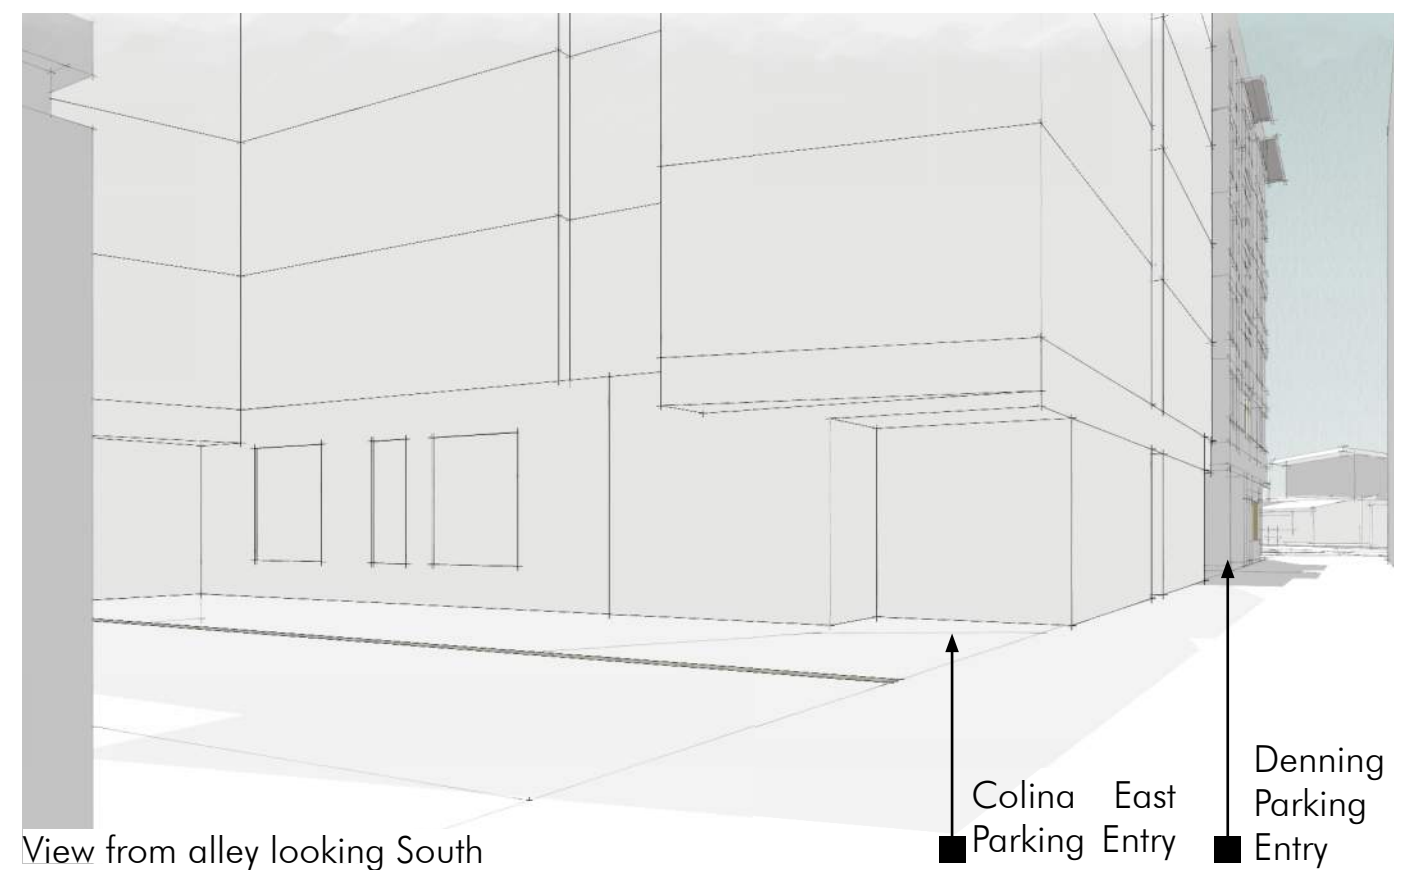 View from alley looking South
Colina East
Parking Entry
Denning
Parking
Entry